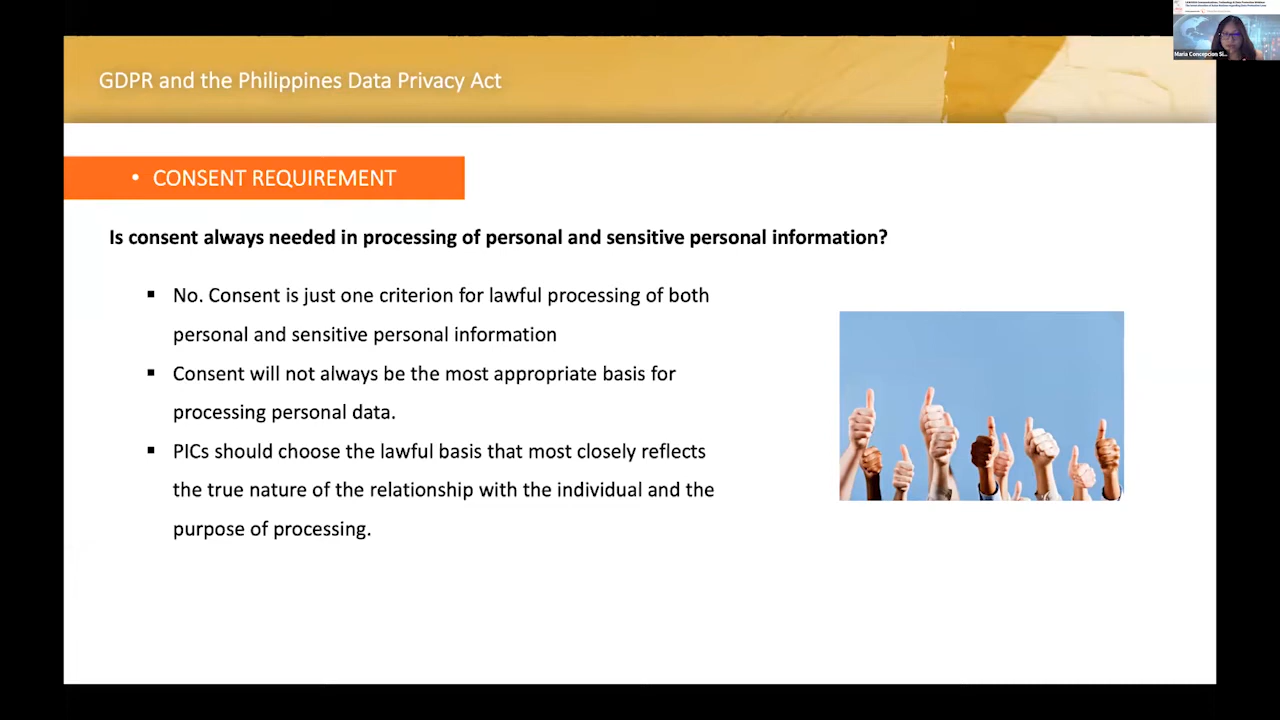 GDPR and the Philippines Data Privacy Act
• CONSENT REQUIREMENT
Is consent always needed in processing of personal and sensitive personal information?
▪ No. Consent is just one criterion for lawful processing of both
personal and sensitive personal information
▪ Consent will not always be the most appropriate basis for
processing personal data.
▪ PICs should choose the lawful basis that most closely reflects
the true nature of the relationship with the individual and the
purpose of processing.
Maria Concepcion Si...